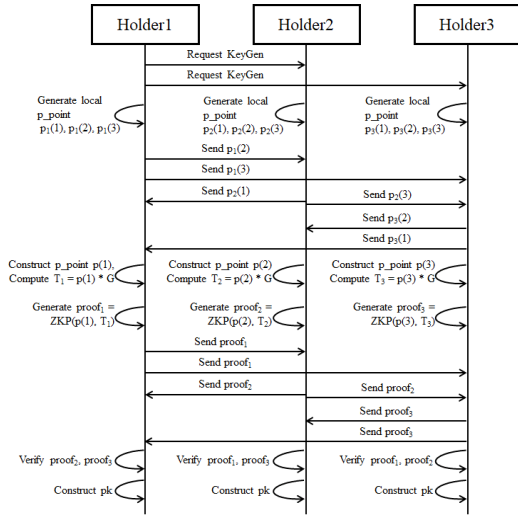 Holder1 Holder2 Holder3
Request KeyGen
Request KeyGen
Generate local
p_point
p₁(1), p₁(2), p₁(3)
Generate local
p_point
p₂(1), p₂(2), p₂(3)
Generate local
p_point
p₃(1), p₃(2), p₃(3)
Send p₁(2)
Send p₁(3)
Send p₂(1)
Send p₂(3)
Send p₃(2)
Send p₃(1)
Construct p_point p(1),
Compute T₁ = p(1) * G
Construct p_point p(2)
Compute T₂ = p(2) * G
Construct p_point p(3)
Compute T₃ = p(3) * G
Generate proof₁ =
ZKP(p(1), T₁)
Generate proof₂ =
ZKP(p(2), T₂)
Generate proof₃ =
ZKP(p(3), T₃)
Send proof₁
Send proof₁
Send proof₂
Send proof₂
Send proof₃
Send proof₃
Verify proof₂, proof₃
Verify proof₁, proof₃
Verify proof₁, proof₂
Construct pk
Construct pk
Construct pk